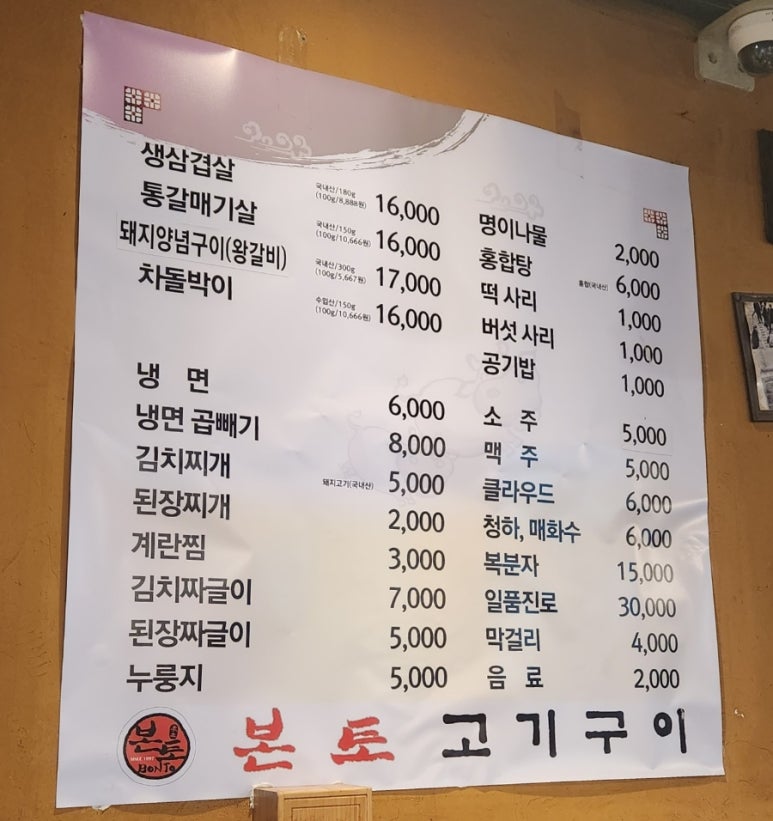 생삼겹살 국내산/180g (100g/8,888원) 16,000
통갈매기살 국내산/150g (100g/10,666원) 16,000
돼지양념구이(왕갈비) 국내산/300g (100g/5,667원) 17,000
차돌박이 수입산/150g (100g/10,666원) 16,000
냉 면 6,000
냉면 곱빼기 8,000
김치찌개 돼지고기(국내산) 5,000
된장찌개 2,000
계란찜 3,000
김치짜글이 7,000
된장짜글이 5,000
누룽지 5,000
명이나물 2,000
홍합탕 홍합(국내산) 6,000
떡 사리 1,000
버섯 사리 1,000
공기밥 1,000
소 주 5,000
맥 주 5,000
클라우드 6,000
청하, 매화수 6,000
복분자 15,000
일품진로 30,000
막걸리 4,000
음 료 2,000
본토
SINCE 1997
BONTO
본토 고기구이